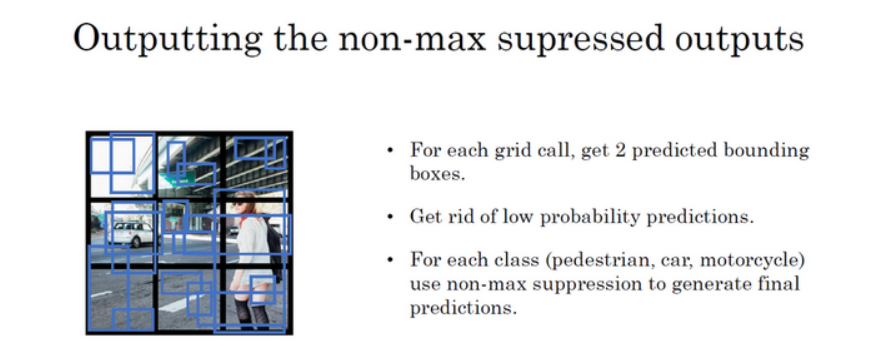 Outputting the non-max supressed outputs
• For each grid call, get 2 predicted bounding
boxes.
• Get rid of low probability predictions.
• For each class (pedestrian, car, motorcycle)
use non-max suppression to generate final
predictions.